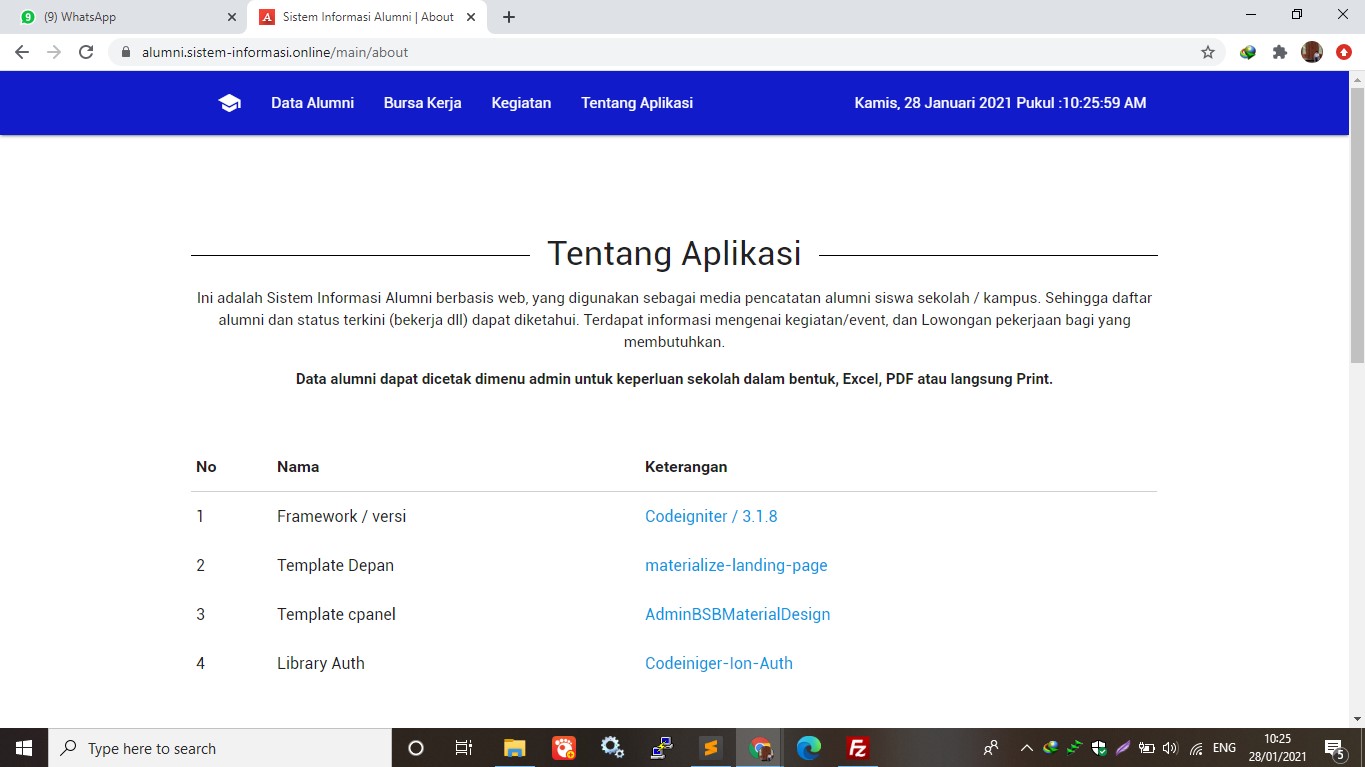 (9) WhatsApp
Sistem Informasi Alumni | About
alumni.sistem-informasi.online/main/about
Data Alumni Bursa Kerja Kegiatan Tentang Aplikasi Kamis, 28 Januari 2021 Pukul :10:25:59 AM
Tentang Aplikasi
Ini adalah Sistem Informasi Alumni berbasis web, yang digunakan sebagai media pencatatan alumni siswa sekolah / kampus. Sehingga daftar
alumni dan status terkini (bekerja dll) dapat diketahui. Terdapat informasi mengenai kegiatan/event, dan Lowongan pekerjaan bagi yang
membutuhkan.
Data alumni dapat dicetak dimenu admin untuk keperluan sekolah dalam bentuk, Excel, PDF atau langsung Print.
No Nama Keterangan
1 Framework / versi Codeigniter / 3.1.8
2 Template Depan materialize-landing-page
3 Template cpanel AdminBSBMaterialDesign
4 Library Auth Codeiniger-Ion-Auth
Type here to search
ENG
10:25
28/01/2021
5